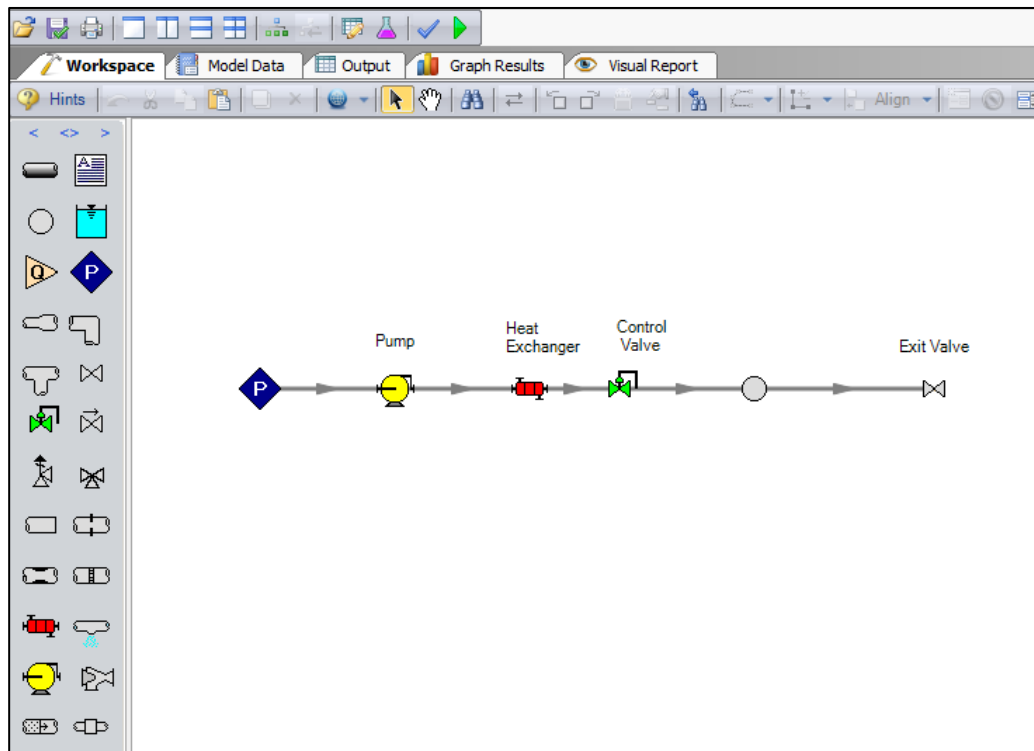 Workspace Model Data Output Graph Results Visual Report
Hints Align
< <> >
A
Q P
Pump
Heat
Exchanger
Control
Valve
Exit Valve
P